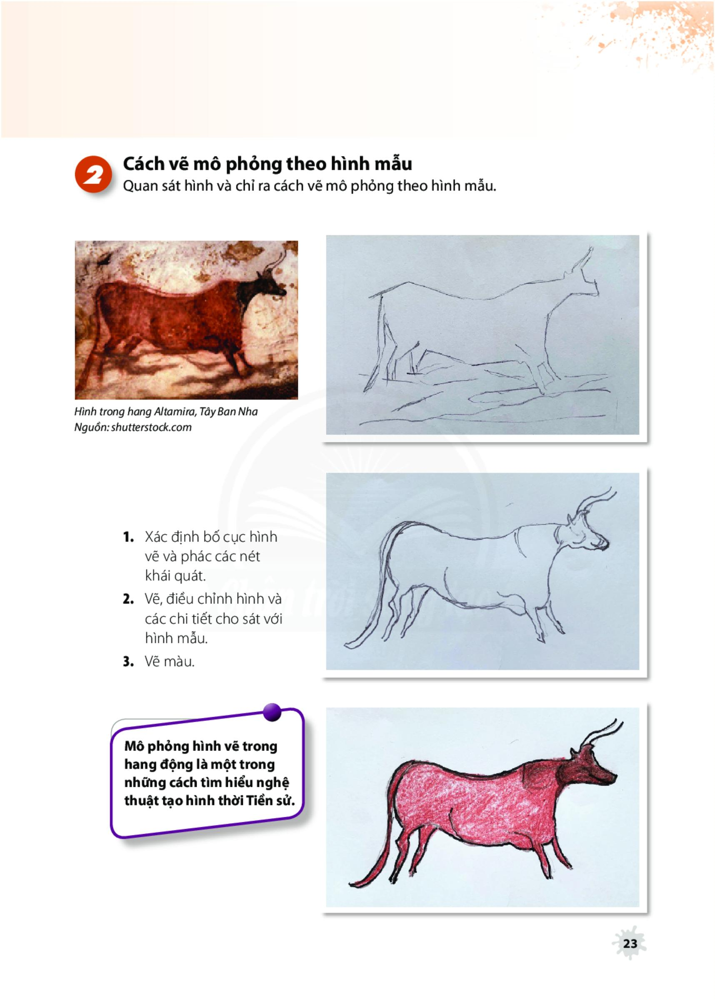 2
Cách vẽ mô phỏng theo hình mẫu
Quan sát hình và chỉ ra cách vẽ mô phỏng theo hình mẫu.
Hình trong hang Altamira, Tây Ban Nha
Nguồn: shutterstock.com
1. Xác định bố cục hình
vẽ và phác các nét
khái quát.
2. Vẽ, điều chỉnh hình và
các chi tiết cho sát với
hình mẫu.
3. Vẽ màu.
Mô phỏng hình vẽ trong
hang động là một trong
những cách tìm hiểu nghệ
thuật tạo hình thời Tiền sử.
23